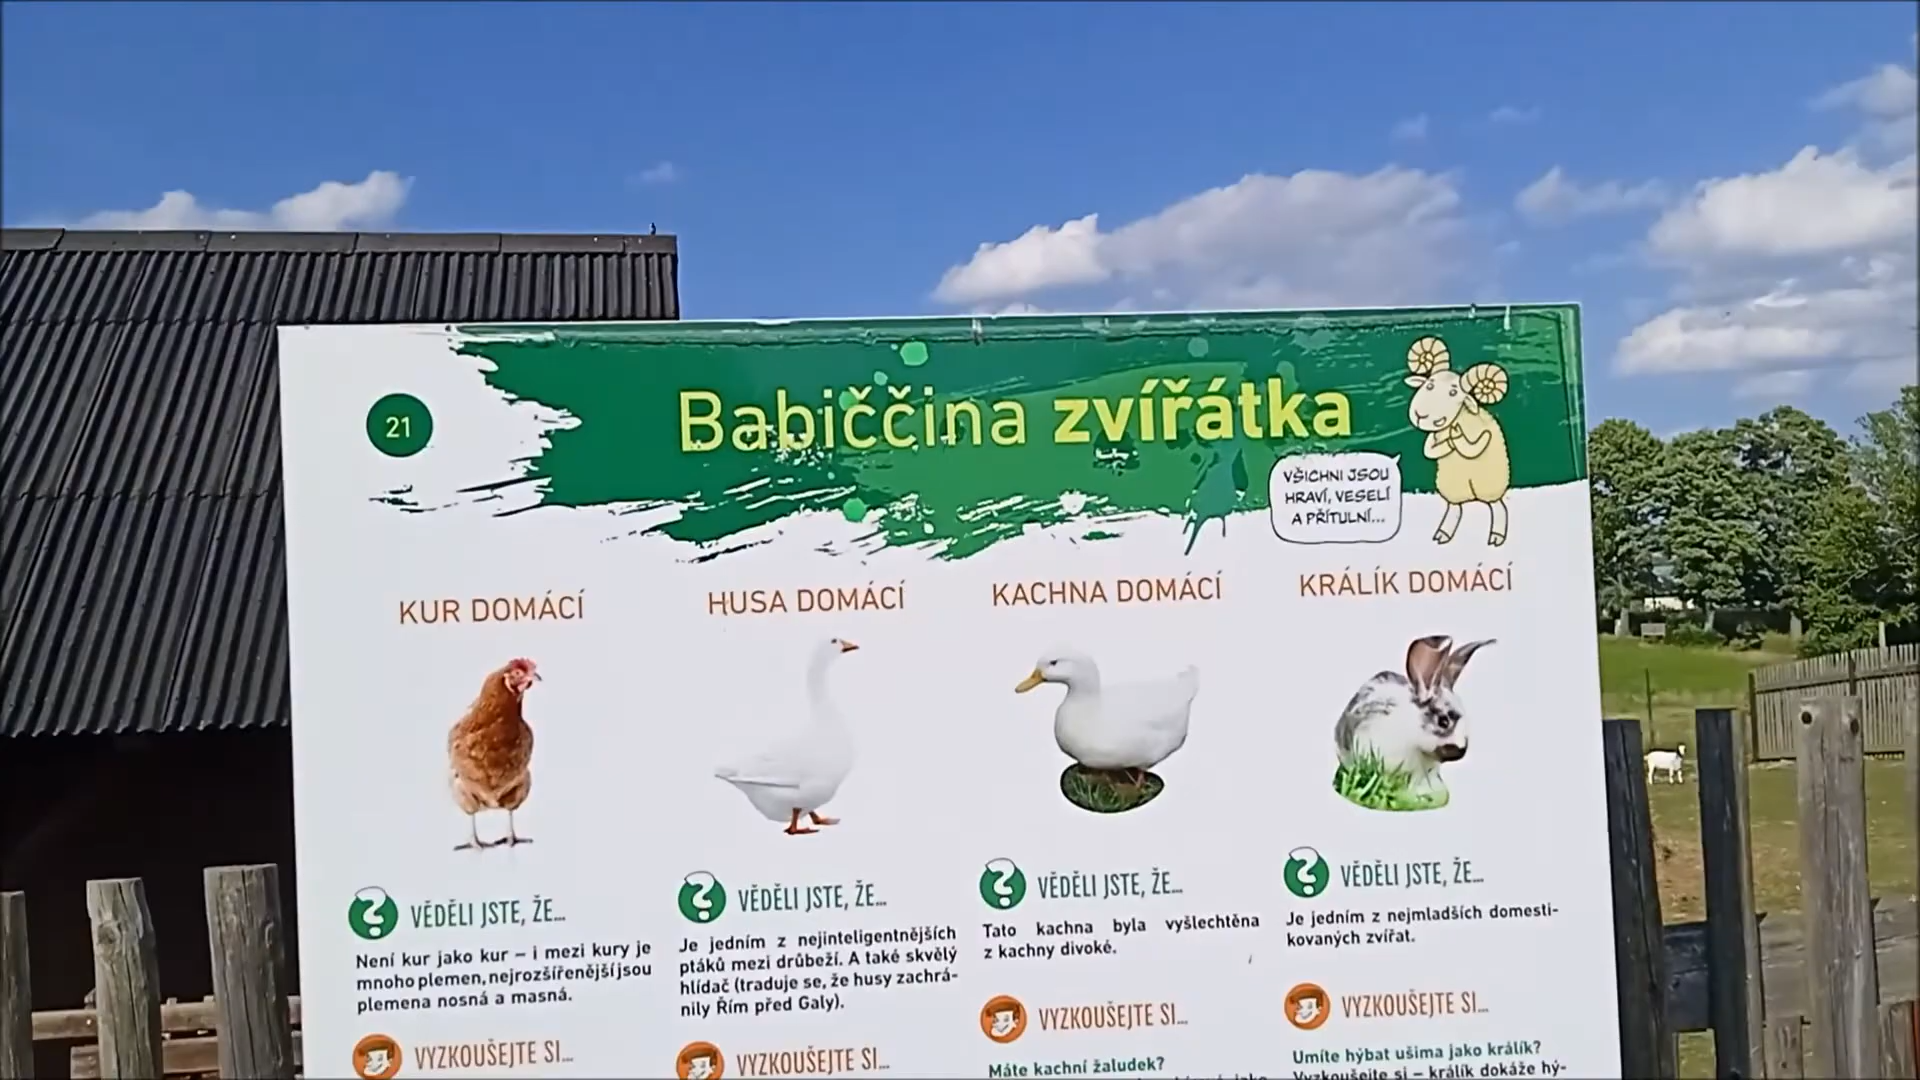 21
Babiččina zvířátka
VŠICHNI JSOU
HRAVÍ, VESELÍ
A PŘÍTULNÍ...
KUR DOMÁCÍ
VĚDĚLI JSTE, ŽE...
Není kur jako kur – i mezi kury je
mnoho plemen, nejrozšířenější jsou
plemena nosná a masná.
VYZKOUŠEJTE SI...
HUSA DOMÁCÍ
VĚDĚLI JSTE, ŽE...
Je jedním z nejinteligentnějších
ptáků mezi drůbeží. A také skvělý
hlídač (traduje se, že husy zachrá-
nily Řím před Galy).
VYZKOUŠEJTE SI...
KACHNA DOMÁCÍ
VĚDĚLI JSTE, ŽE...
Tato kachna byla vyšlechtěna
z kachny divoké.
VYZKOUŠEJTE SI...
Máte kachní žaludek?
KRÁLÍK DOMÁCÍ
VĚDĚLI JSTE, ŽE...
Je jedním z nejmladších domesti-
kovaných zvířat.
VYZKOUŠEJTE SI...
Umíte hýbat ušima jako králík?
Vyzkoušejte si – králík dokáže hý-